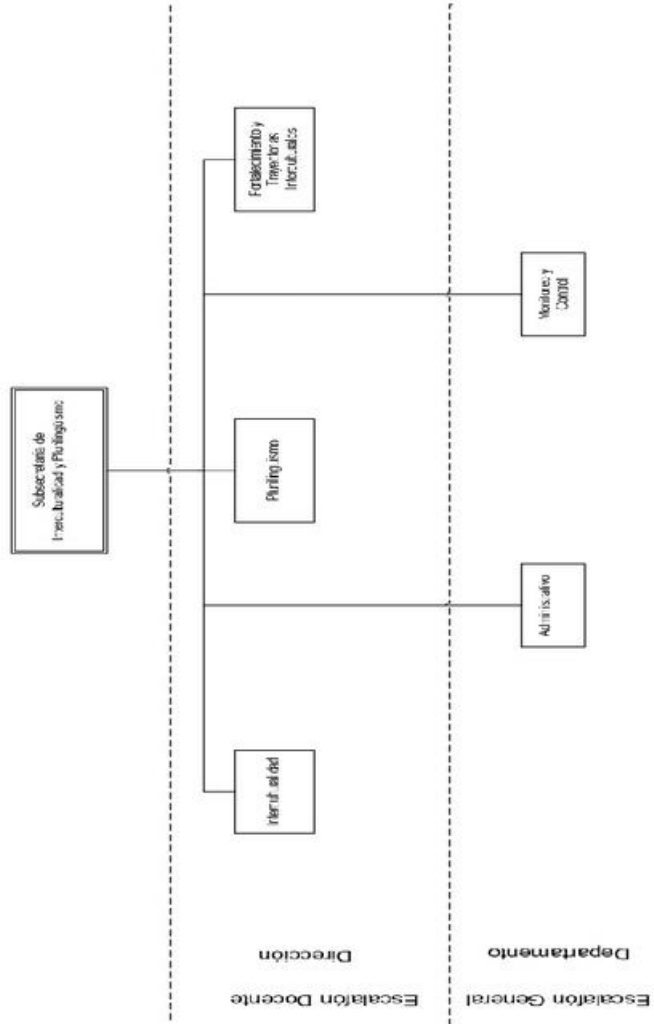 Subsecretaría de
Interculturalidad y Plurilingüismo
Interculturalidad
Plurilingüismo
Fortalecimiento y
Trayectorias
Interculturales
Administrativo
Monitoreo y
Control
Dirección
Escalafón Docente
Departamento
Escalafón General